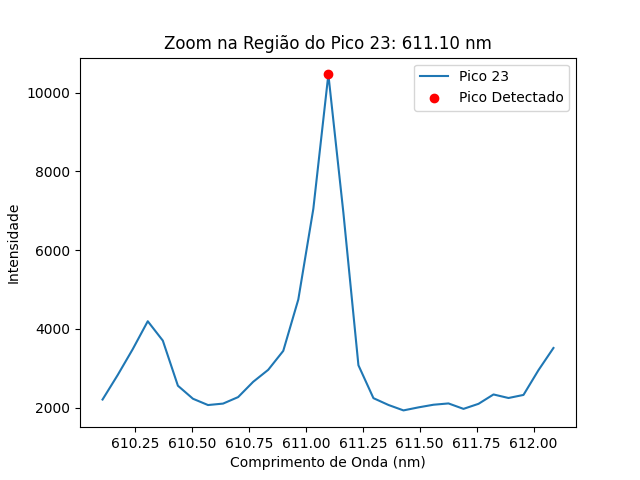 Zoom na Região do Pico 23: 611.10 nm
Pico 23
Pico Detectado
Intensidade
10000
8000
6000
4000
2000
610.25 610.50 610.75 611.00 611.25 611.50 611.75 612.00
Comprimento de Onda (nm)